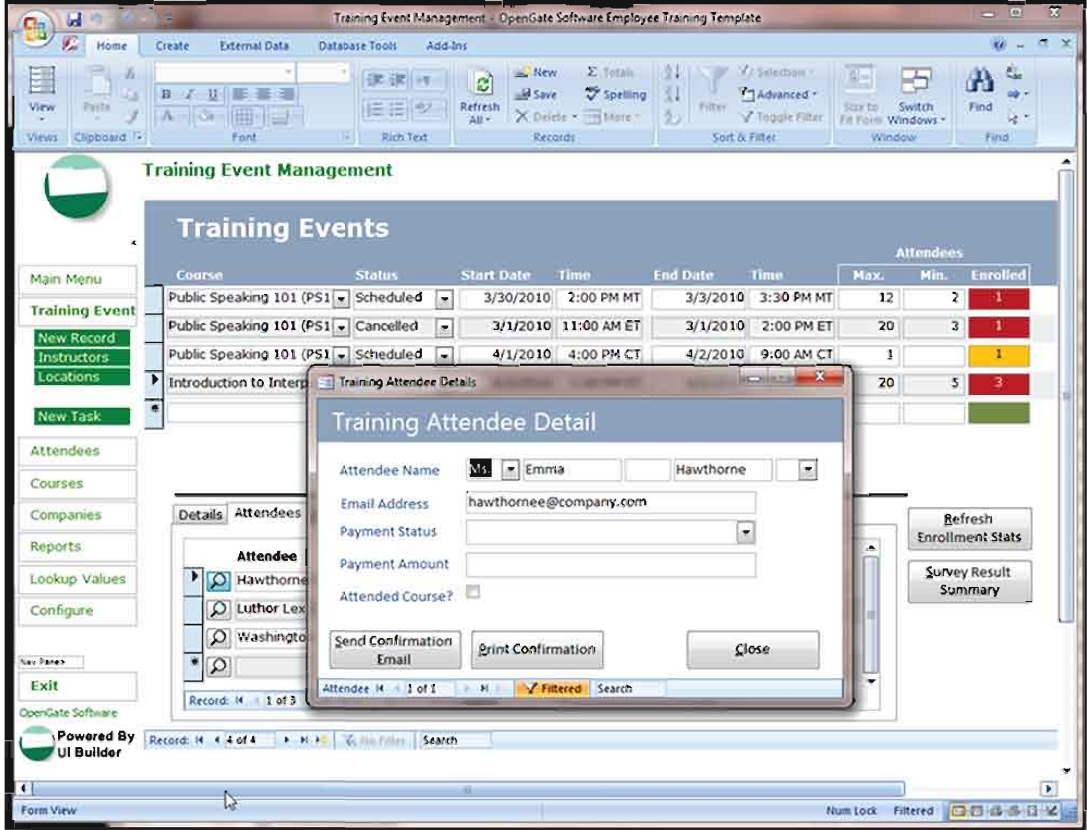 Training Event Management - OpenGate Software Employee Training Template
Home Create External Data Database Tools Add-Ins
View
Paste
Refresh All
New
Save
Delete
Totals
Spelling
More
Filter
Selection
Advanced
Toggle Filter
Size to Fit Form
Switch Windows
Find
Views Clipboard Font Rich Text Records Sort & Filter Window Find
Training Event Management
Training Events
Attendees
Course Status Start Date Time End Date Time Max. Min. Enrolled
Public Speaking 101 (PS1 Scheduled 3/30/2010 2:00 PM MT 3/3/2010 3:30 PM MT 12 2 1
Public Speaking 101 (PS1 Cancelled 3/1/2010 11:00 AM ET 3/1/2010 2:00 PM ET 20 3 1
Public Speaking 101 (PS1 Scheduled 4/1/2010 4:00 PM CT 4/2/2010 9:00 AM CT 1 1
Introduction to Interp 20 5 3
Main Menu
Training Event
New Record
Instructors
Locations
New Task
Attendees
Courses
Companies
Reports
Lookup Values
Configure
Nav Pane>
Exit
OpenGate Software
Powered By
UI Builder
Training Attendee Details
Training Attendee Detail
Attendee Name Ms. Emma Hawthorne
Email Address hawthornee@company.com
Payment Status
Payment Amount
Attended Course?
Send Confirmation
Email
Print Confirmation
Close
Attendee 1 of 1 Filtered Search
Details Attendees
Attendee
Hawthorne
Luthor Lex
Washingto
Record: 1 of 3
Refresh
Enrollment Stats
Survey Result
Summary
Record: 4 of 4 No Filter Search
Form View Num Lock Filtered